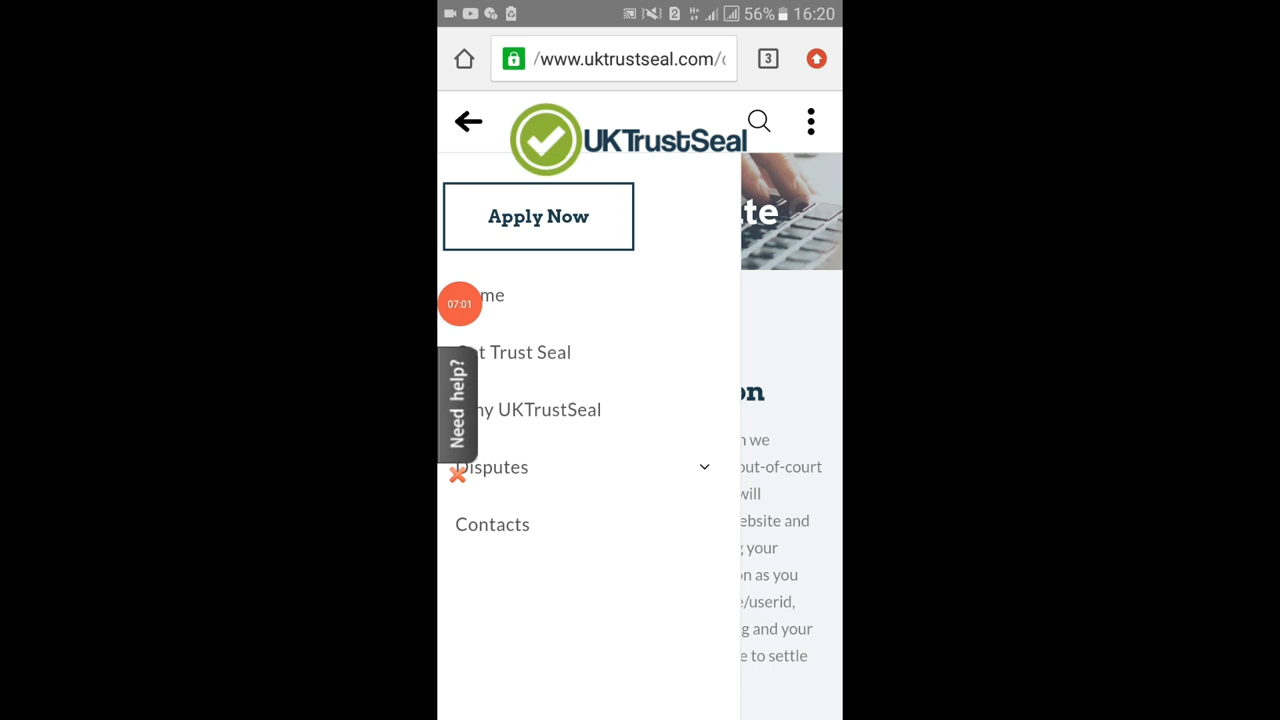 2 H+ 56% 16:20
/www.uktrustseal.com/
3
UKTrustSeal
Apply Now
te
me
07:01
t Trust Seal
Need help?
on
hy UKTrustSeal
n we
Disputes
out-of-court
will
Contacts
ebsite and
g your
on as you
e/userid,
g and your
e to settle